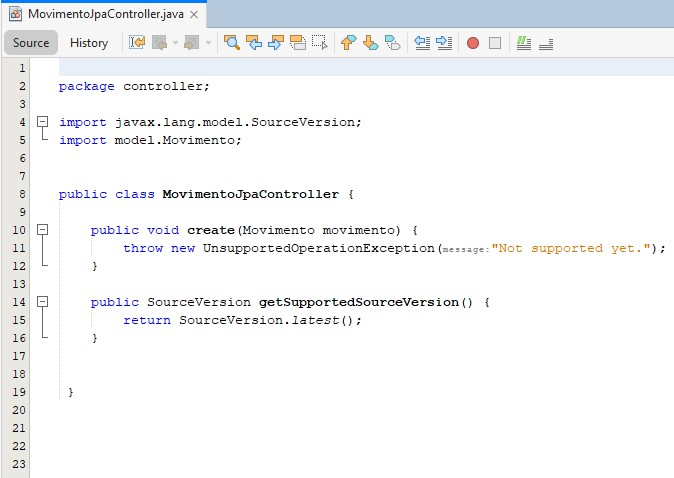 MovimentoJpaController.java
Source History
1
2 package controller;
3
4 import javax.lang.model.SourceVersion;
5 import model.Movimento;
6
7
8 public class MovimentoJpaController {
9
10 public void create(Movimento movimento) {
11 throw new UnsupportedOperationException(message:"Not supported yet.");
12 }
13
14 public SourceVersion getSupportedSourceVersion() {
15 return SourceVersion.latest();
16 }
17
18
19 }
20
21
22
23